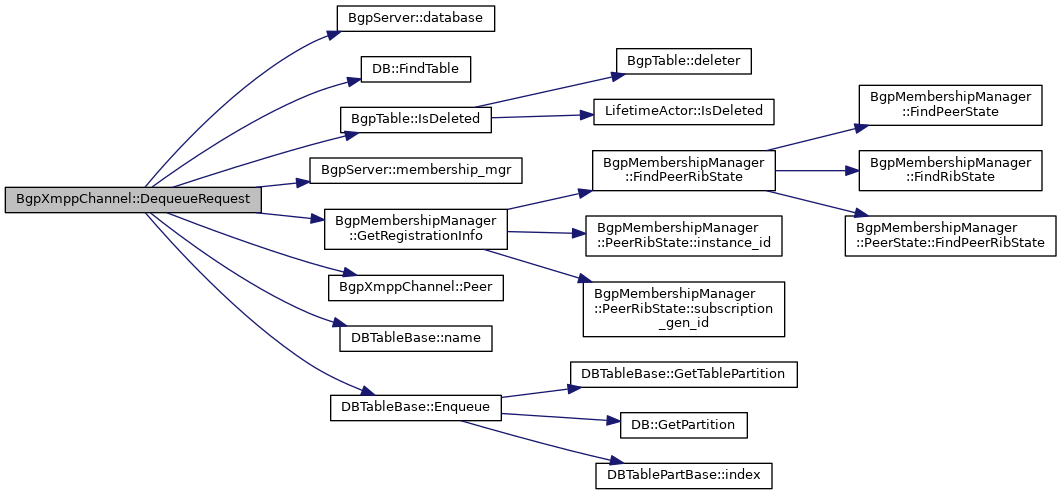 BgpXmppChannel::DequeueRequest
BgpServer::database
DB::FindTable
BgpTable::IsDeleted
BgpTable::deleter
LifetimeActor::IsDeleted
BgpServer::membership_mgr
BgpMembershipManager
::GetRegistrationInfo
BgpMembershipManager
::FindPeerRibState
BgpMembershipManager
::FindPeerState
BgpMembershipManager
::FindRibState
BgpMembershipManager
::PeerState::FindPeerRibState
BgpMembershipManager
::PeerRibState::instance_id
BgpMembershipManager
::PeerRibState::subscription
_gen_id
BgpXmppChannel::Peer
DBTableBase::name
DBTableBase::Enqueue
DBTableBase::GetTablePartition
DB::GetPartition
DBTablePartBase::index